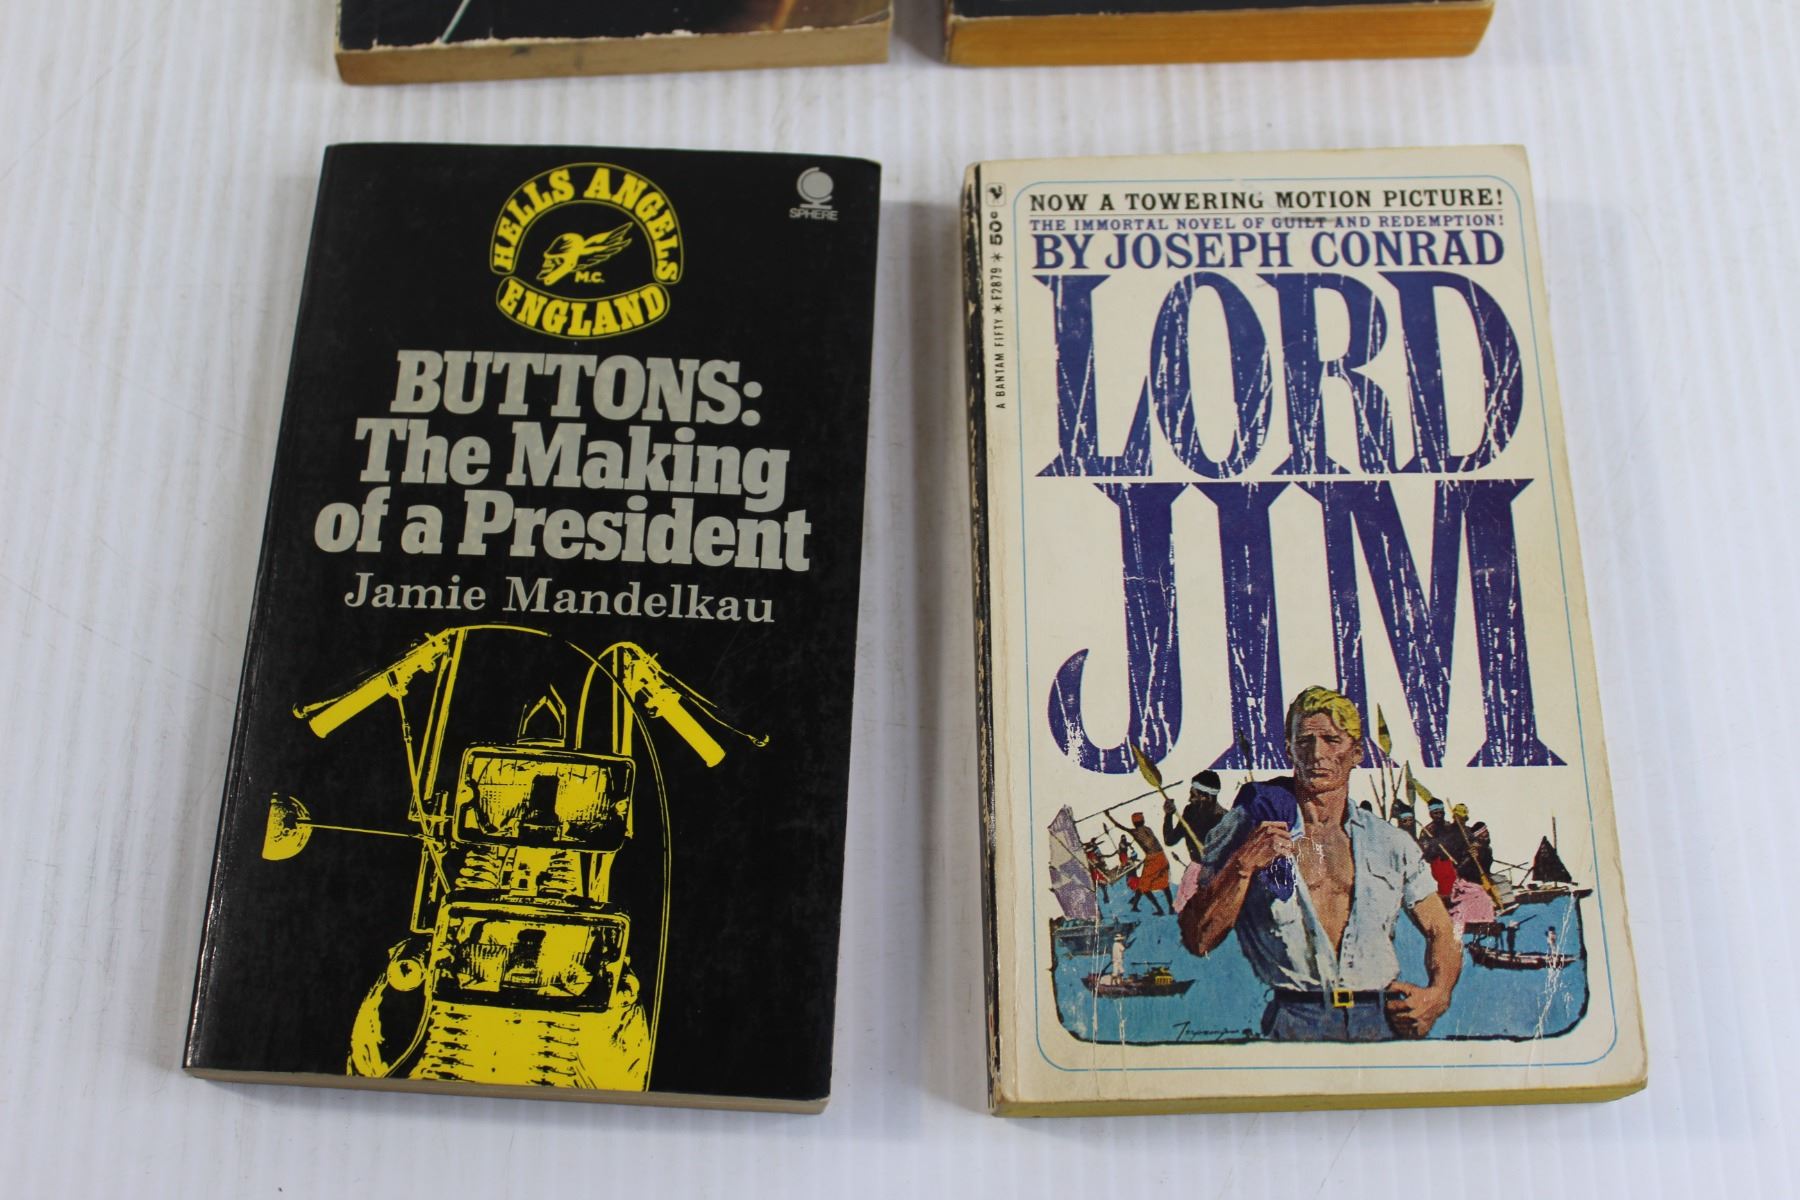 HELLS ANGELS
M.C.
ENGLAND
SPHERE
BUTTONS:
The Making
of a President
Jamie Mandelkau
A BANTAM FIFTY * F2879 * 50¢
NOW A TOWERING MOTION PICTURE!
THE IMMORTAL NOVEL OF GUILT AND REDEMPTION!
BY JOSEPH CONRAD
LORD
JIM